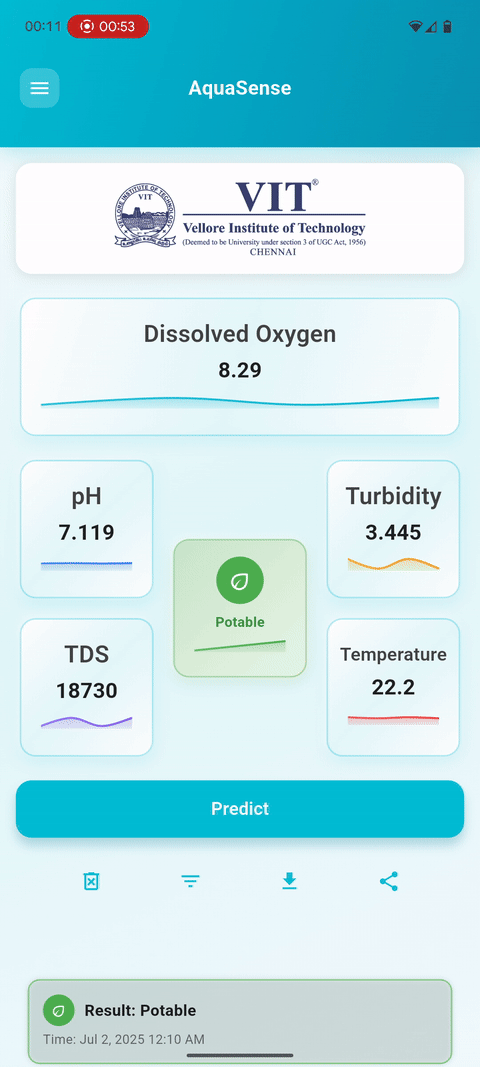 00:11 00:53
AquaSense
VIT®
Vellore Institute of Technology
(Deemed to be University under section 3 of UGC Act, 1956)
CHENNAI
VELLORE INSTITUTE OF TECHNOLOGY
VIT
Dissolved Oxygen
8.29
pH
7.119
Turbidity
3.445
Potable
TDS
18730
Temperature
22.2
Predict
Result: Potable
Time: Jul 2, 2025 12:10 AM